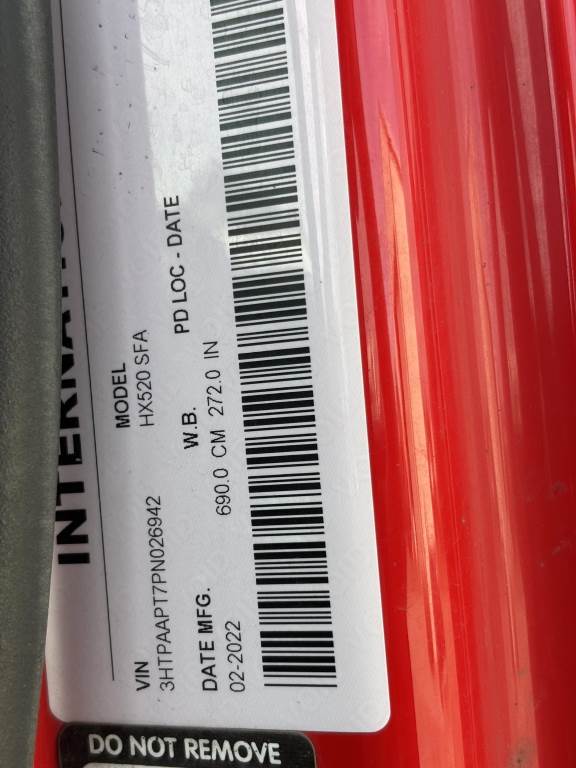 INTERNATIO
MODEL
HX520 SFA
VIN
3HTPAAPT7PN026942
W.B.
690.0 CM 272.0 IN
PD LOC - DATE
DATE MFG.
02-2022
DO NOT REMOVE